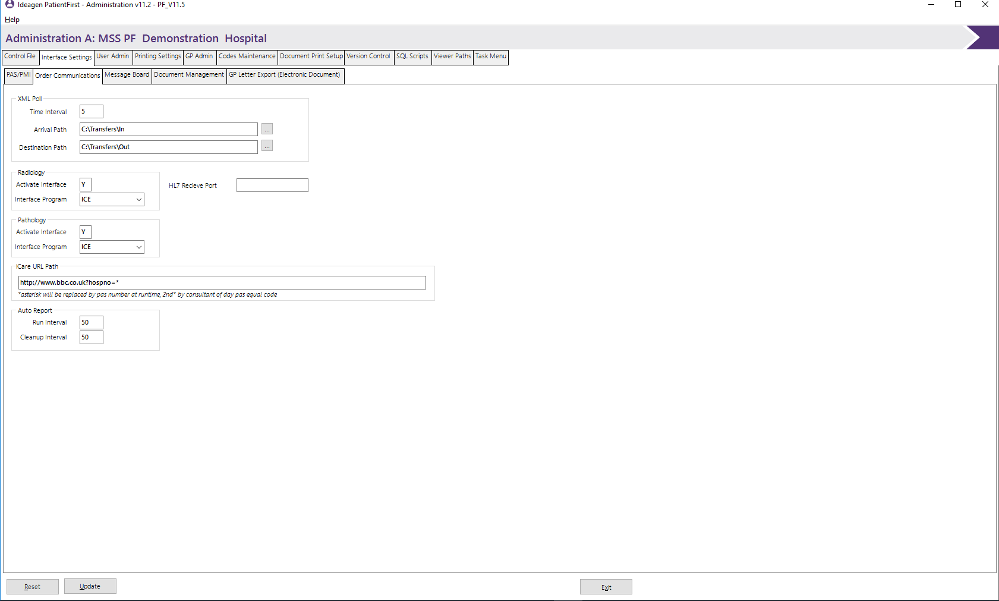 Ideagen PatientFirst - Administration v11.2 - PF_V11.5
Help
Administration A: MSS PF Demonstration Hospital
Control File Interface Settings User Admin Printing Settings GP Admin Codes Maintenance Document Print Setup Version Control SQL Scripts Viewer Paths Task Menu
PAS/PMI Order Communications Message Board Document Management GP Letter Export (Electronic Document)
XML Poll
Time Interval 5
Arrival Path C:\Transfers\In ...
Destination Path C:\Transfers\Out ...
Radiology
Activate Interface Y
HL7 Recieve Port
Interface Program ICE
Pathology
Activate Interface Y
Interface Program ICE
iCare URL Path
http://www.bbc.co.uk?hospno=*
*asterisk will be replaced by pas number at runtime, 2nd* by consultant of day pas equal code
Auto Report
Run Interval 50
Cleanup Interval 50
Reset Update Exit